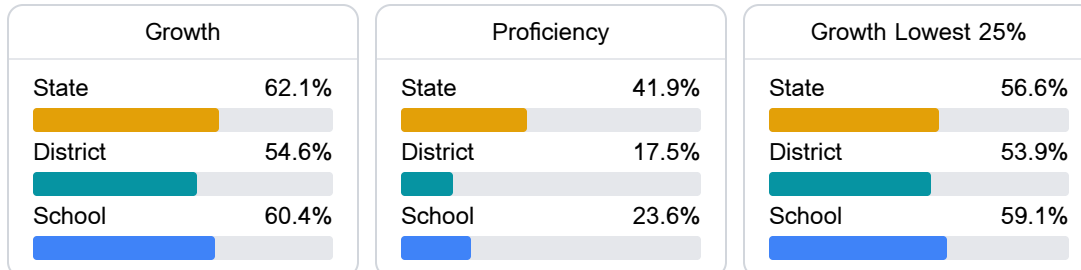 Growth
State 62.1%
District 54.6%
School 60.4%
Proficiency
State 41.9%
District 17.5%
School 23.6%
Growth Lowest 25%
State 56.6%
District 53.9%
School 59.1%